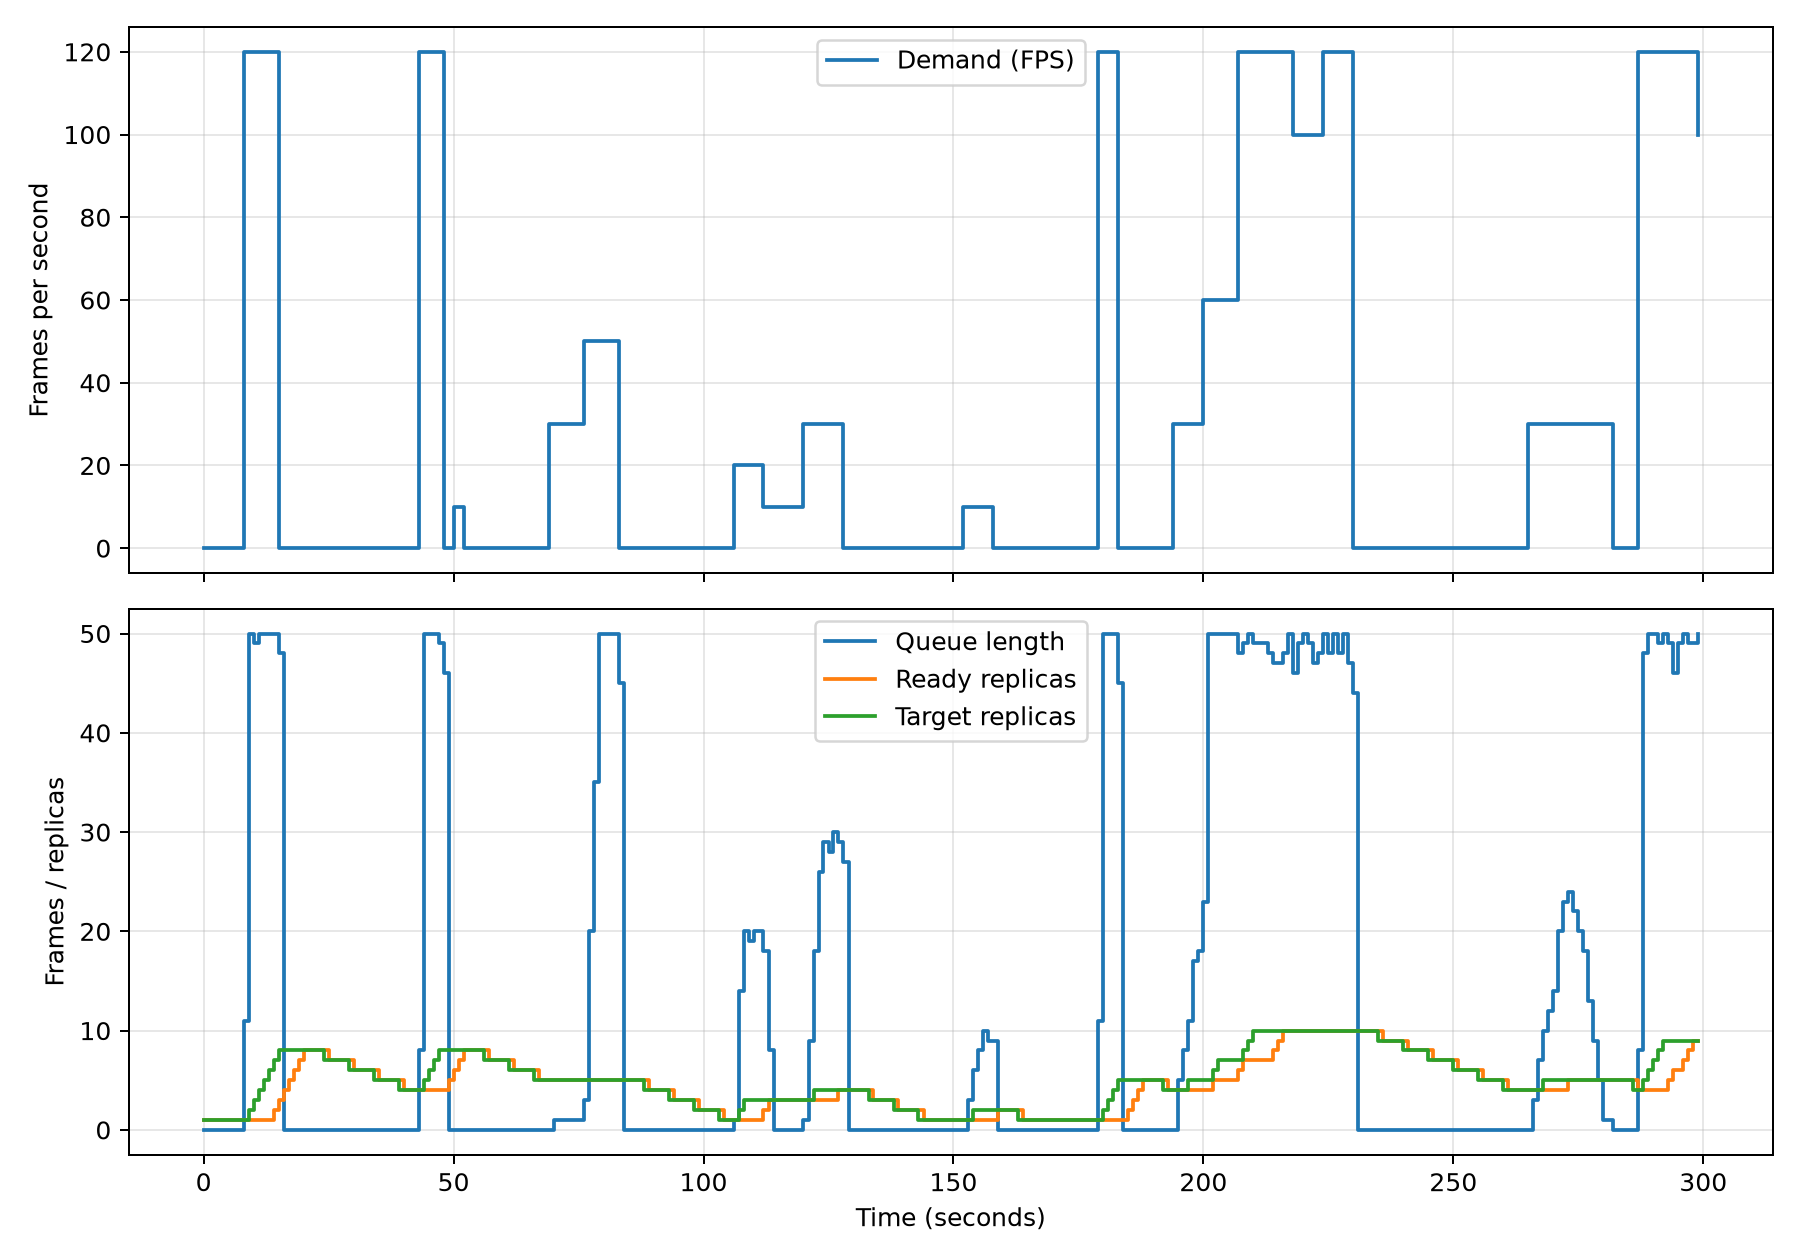 Demand (FPS)
Frames per second
120
100
80
60
40
20
0
Queue length
Ready replicas
Target replicas
Frames / replicas
50
40
30
20
10
0
0 50 100 150 200 250 300
Time (seconds)